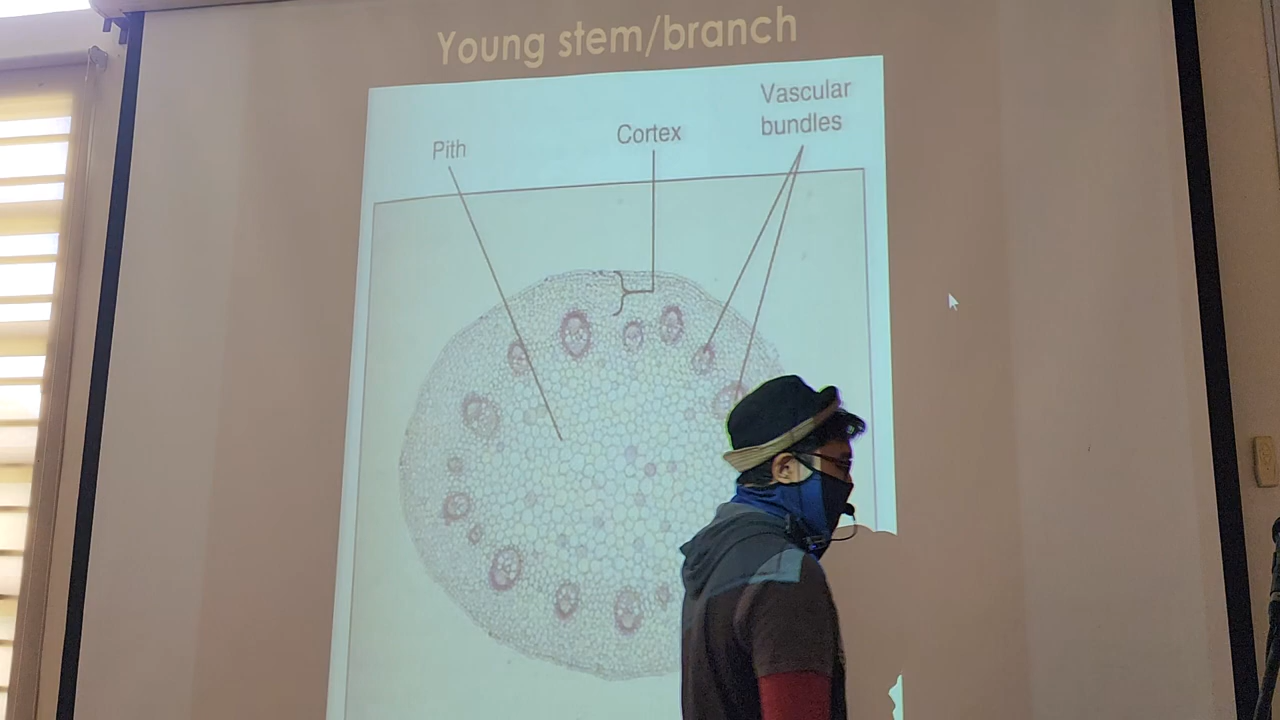 Young stem/branch
Pith
Cortex
Vascular
bundles